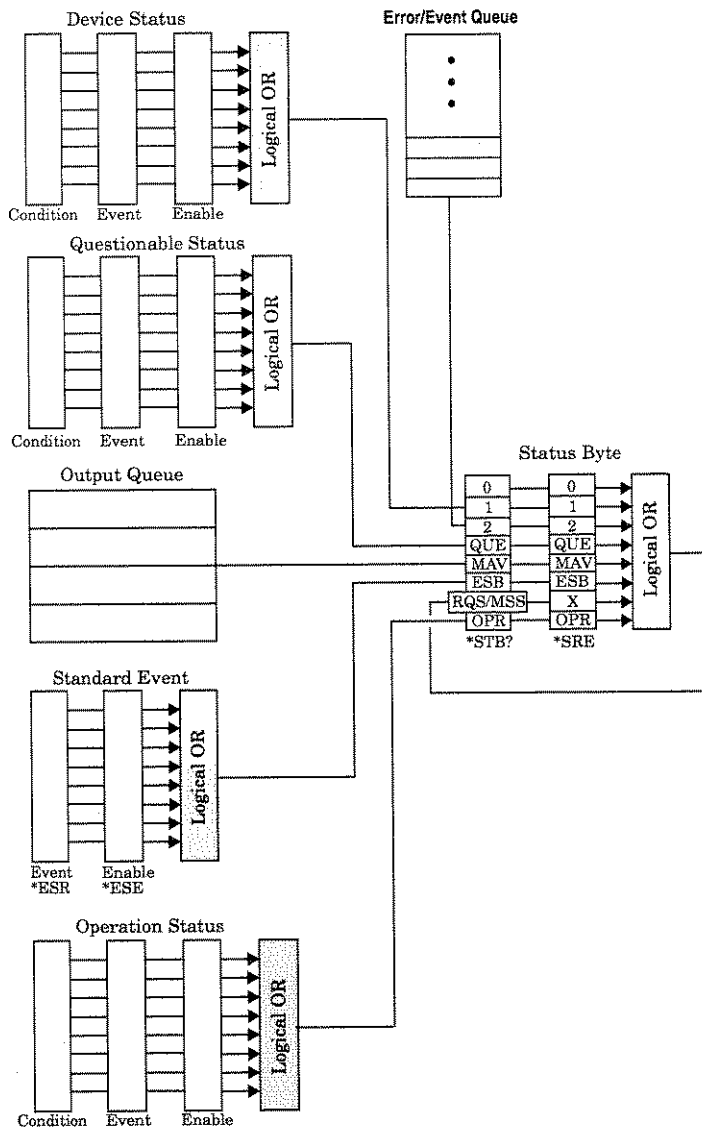 Device Status
Error/Event Queue
Logical OR
Condition Event Enable
Questionable Status
Logical OR
Condition Event Enable
Output Queue
Status Byte
0 0
1 1
2 2
QUE QUE
MAV MAV
ESB ESB
RQS/MSS X
OPR OPR
*STB? *SRE
Logical OR
Standard Event
Logical OR
Event Enable
*ESR *ESE
Operation Status
Logical OR
Condition Event Enable